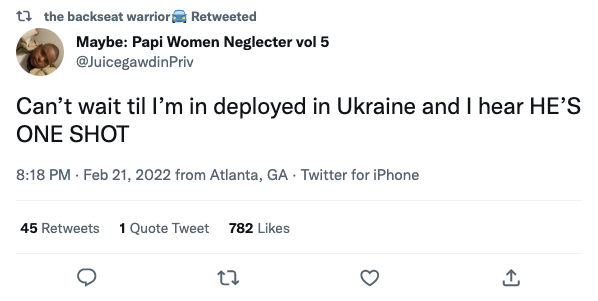 the backseat warrior🚘 Retweeted
Maybe: Papi Women Neglecter vol 5
@JuicegawdinPriv
Can’t wait til I’m in deployed in Ukraine and I hear HE’S
ONE SHOT
8:18 PM · Feb 21, 2022 from Atlanta, GA · Twitter for iPhone
45 Retweets 1 Quote Tweet 782 Likes